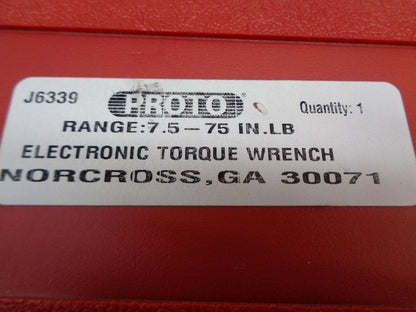 J6339 PROTO® Quantity: 1
RANGE:7.5-75 IN.LB
ELECTRONIC TORQUE WRENCH
NORCROSS,GA 30071